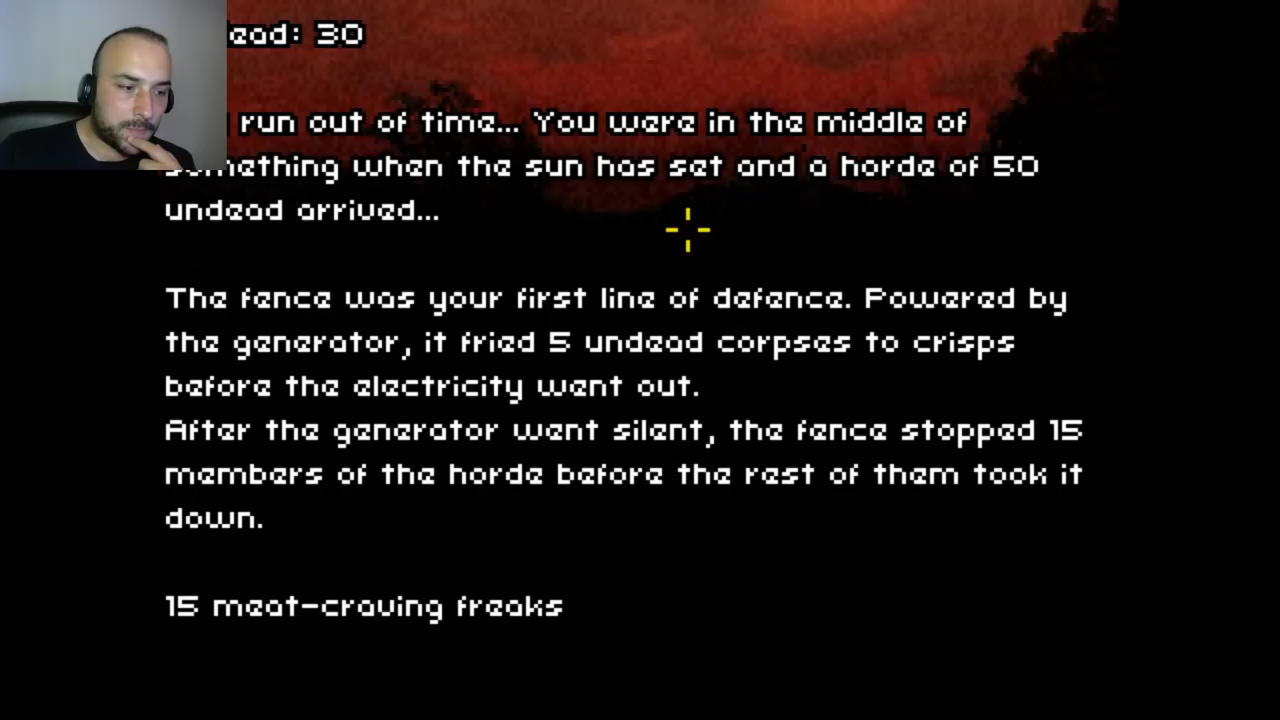 ead: 30
run out of time... You were in the middle of
something when the sun has set and a horde of 50
undead arrived...
The fence was your first line of defence. Powered by
the generator, it fried 5 undead corpses to crisps
before the electricity went out.
After the generator went silent, the fence stopped 15
members of the horde before the rest of them took it
down.
15 meat-craving freaks